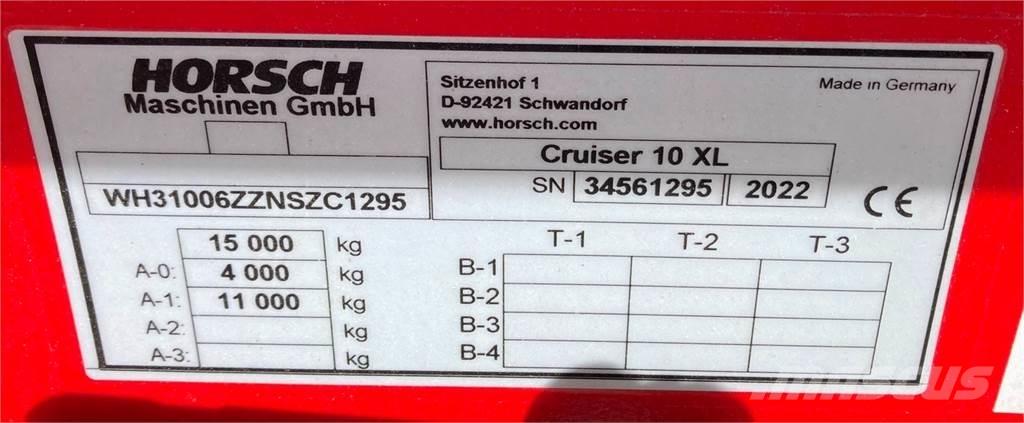 HORSCH
Maschinen GmbH
Sitzenhof 1
D-92421 Schwandorf
www.horsch.com
Made in Germany
Cruiser 10 XL
WH31006ZZNSZC1295
SN 34561295 2022
CE
15 000 kg
A-0: 4 000 kg
A-1: 11 000 kg
A-2: kg
A-3: kg
T-1 T-2 T-3
B-1
B-2
B-3
B-4
MASCUS